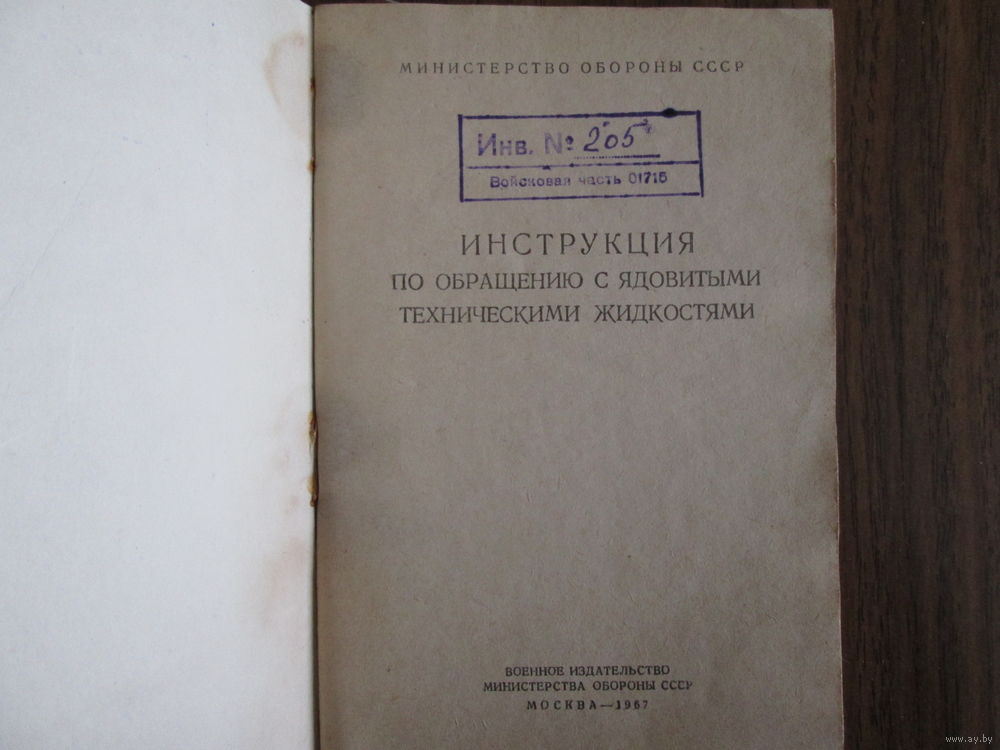 МИНИСТЕРСТВО ОБОРОНЫ СССР
Инв. № 205
Войсковая часть 01715
ИНСТРУКЦИЯ
ПО ОБРАЩЕНИЮ С ЯДОВИТЫМИ
ТЕХНИЧЕСКИМИ ЖИДКОСТЯМИ
ВОЕННОЕ ИЗДАТЕЛЬСТВО
МИНИСТЕРСТВА ОБОРОНЫ СССР
МОСКВА—1967
www.ay.by